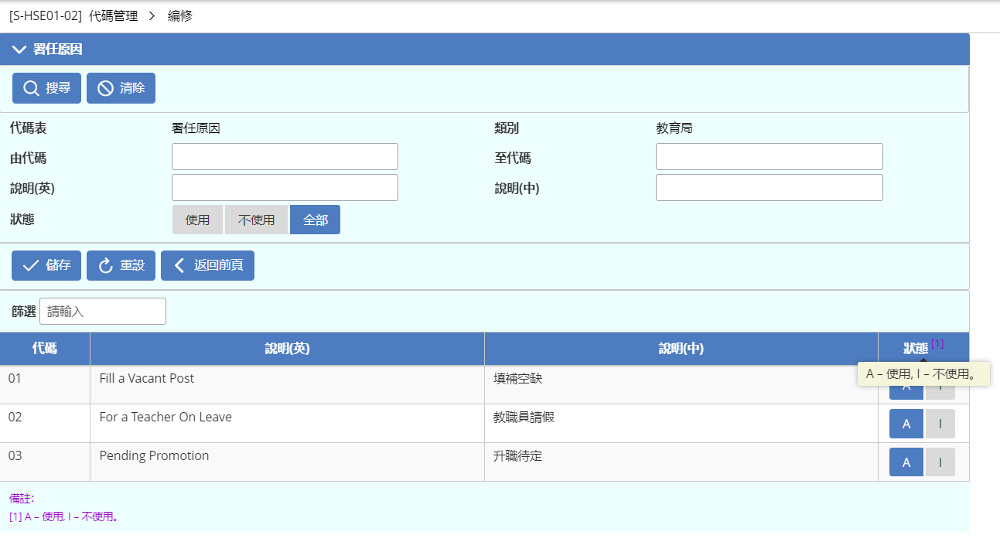 [S-HSE01-02] 代碼管理 > 編修
署任原因
搜尋 清除
代碼表 署任原因 類別 教育局
由代碼 至代碼
說明(英) 說明(中)
狀態 使用 不使用 全部
儲存 重設 返回前頁
篩選 請輸入
代碼 說明(英) 說明(中) 狀態 [1]
A – 使用, I – 不使用。
01 Fill a Vacant Post 填補空缺 A I
02 For a Teacher On Leave 教職員請假 A I
03 Pending Promotion 升職待定 A I
備註:
[1] A – 使用, I – 不使用。